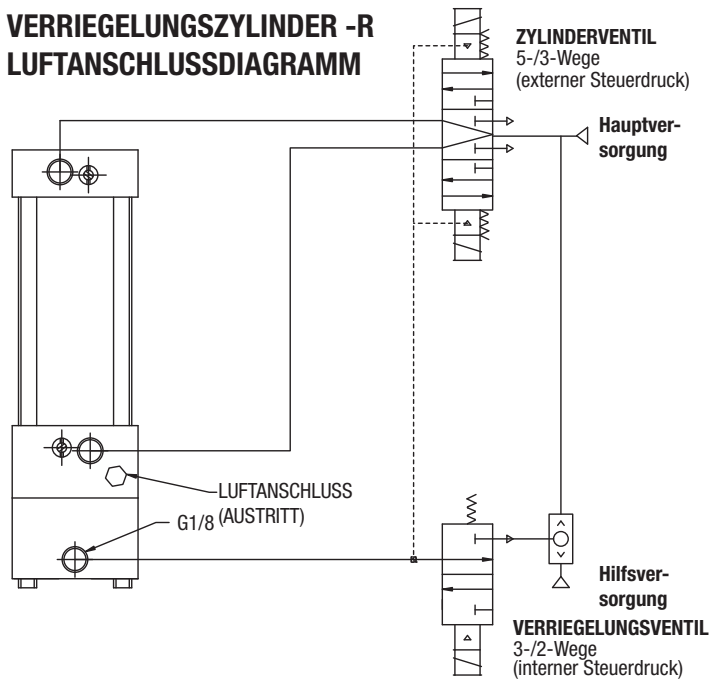 VERRIEGELUNGSZYLINDER -R
LUFTANSCHLUSSDIAGRAMM
ZYLINDERVENTIL
5-/3-Wege
(externer Steuerdruck)
Hauptver-
sorgung
LUFTANSCHLUSS
(AUSTRITT)
G1/8
Hilfsver-
sorgung
VERRIEGELUNGSVENTIL
3-/2-Wege
(interner Steuerdruck)